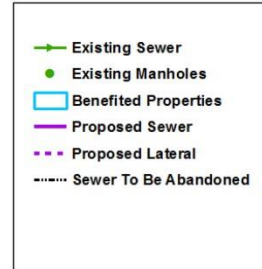 Existing Sewer
Existing Manholes
Benefited Properties
Proposed Sewer
Proposed Lateral
Sewer To Be Abandoned